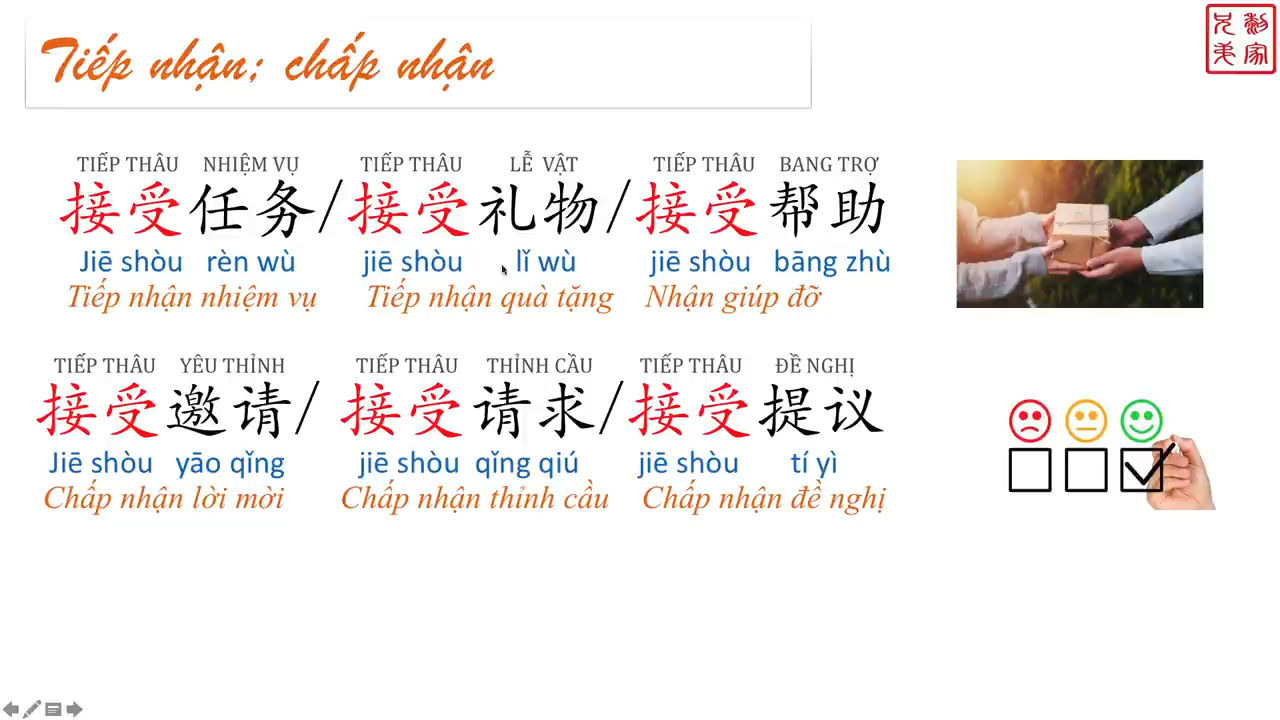 Tiếp nhận; chấp nhận
TIẾP THÂU NHIỆM VỤ TIẾP THÂU LỄ VẬT TIẾP THÂU BANG TRỢ
接受任务/接受礼物/接受帮助
Jiē shòu rèn wù jiē shòu lǐ wù jiē shòu bāng zhù
Tiếp nhận nhiệm vụ Tiếp nhận quà tặng Nhận giúp đỡ
TIẾP THÂU YÊU THỈNH TIẾP THÂU THỈNH CẦU TIẾP THÂU ĐỀ NGHỊ
接受邀请/ 接受请求/接受提议
Jiē shòu yāo qǐng jiē shòu qǐng qiú jiē shòu tí yì
Chấp nhận lời mời Chấp nhận thỉnh cầu Chấp nhận đề nghị